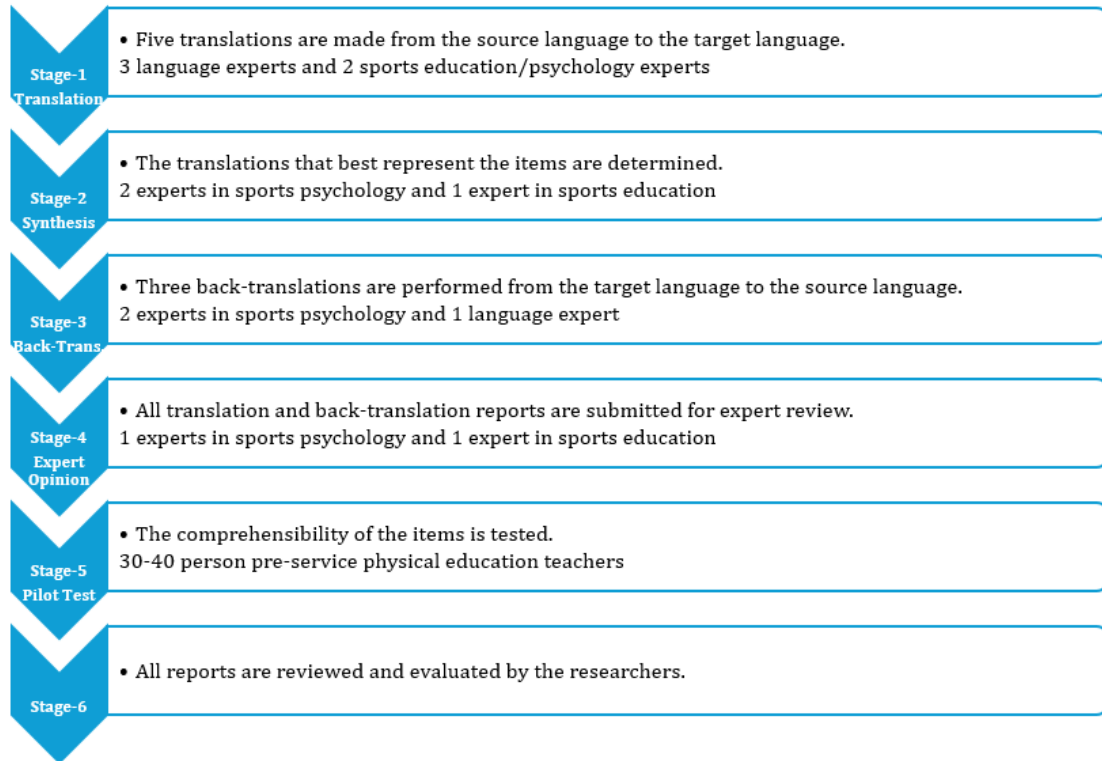 Stage-1
Translation
• Five translations are made from the source language to the target language.
3 language experts and 2 sports education/psychology experts
Stage-2
Synthesis
• The translations that best represent the items are determined.
2 experts in sports psychology and 1 expert in sports education
Stage-3
Back-Trans.
• Three back-translations are performed from the target language to the source language.
2 experts in sports psychology and 1 language expert
Stage-4
Expert
Opinion
• All translation and back-translation reports are submitted for expert review.
1 experts in sports psychology and 1 expert in sports education
Stage-5
Pilot Test
• The comprehensibility of the items is tested.
30-40 person pre-service physical education teachers
Stage-6
• All reports are reviewed and evaluated by the researchers.